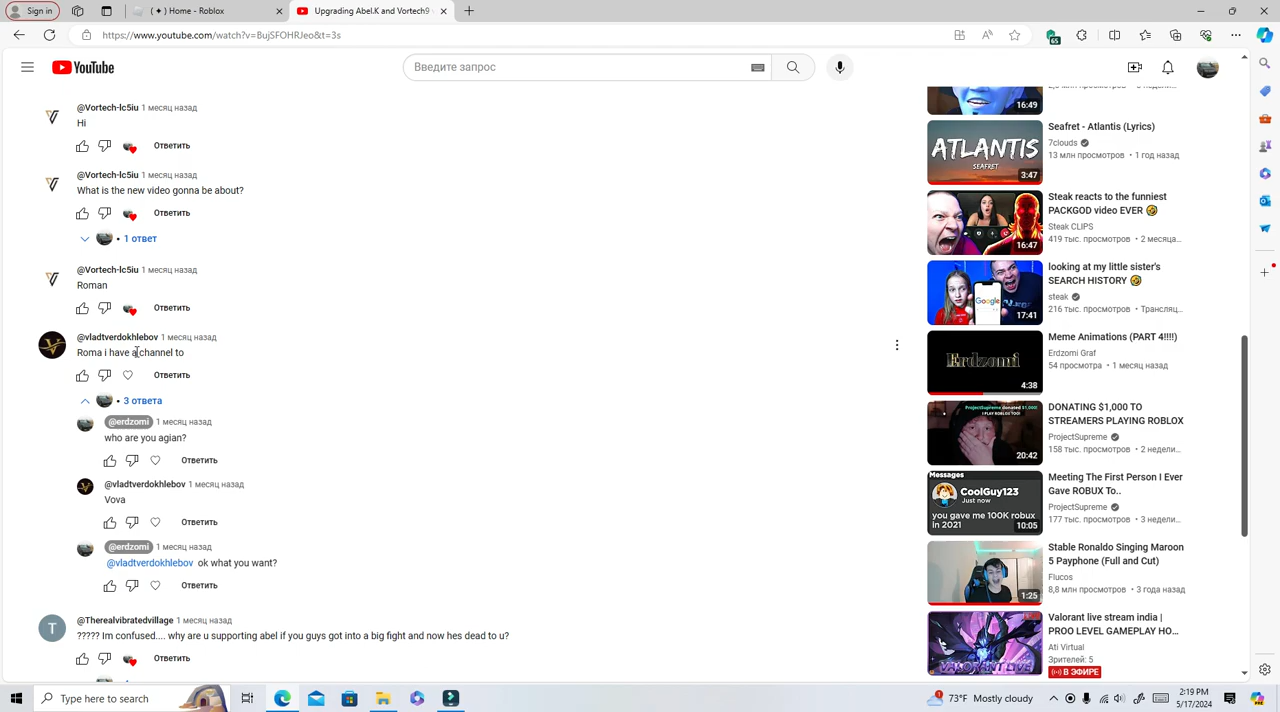 Sign in
(✦) Home - Roblox
Upgrading Abel.K and Vortech9
https://www.youtube.com/watch?v=BujSFOHRJeo&t=3s
65
YouTube
Введите запрос
@Vortech-lc5iu 1 месяц назад
Hi
Ответить
@Vortech-lc5iu 1 месяц назад
What is the new video gonna be about?
Ответить
• 1 ответ
@Vortech-lc5iu 1 месяц назад
Roman
Ответить
@vladtverdokhlebov 1 месяц назад
Roma i have a channel to
Ответить
• 3 ответа
@erdzomi 1 месяц назад
who are you agian?
Ответить
@vladtverdokhlebov 1 месяц назад
Vova
Ответить
@erdzomi 1 месяц назад
@vladtverdokhlebov ok what you want?
Ответить
T
@Therealvibratedvillage 1 месяц назад
????? Im confused.... why are u supporting abel if you guys got into a big fight and now hes dead to u?
Ответить
16:49
ATLANTIS
SEAFRET
3:47
Seafret - Atlantis (Lyrics)
7clouds
13 млн просмотров • 1 год назад
16:47
Steak reacts to the funniest
PACKGOD video EVER 🤣
Steak CLIPS
419 тыс. просмотров • 2 месяца...
Google
17:41
looking at my little sister's
SEARCH HISTORY 🤣
steak
216 тыс. просмотров • Трансляц...
Erdzomi
4:38
Meme Animations (PART 4!!!!)
Erdzomi Graf
54 просмотра • 1 месяц назад
ProjectSupreme donated $1,000!
I PLAY ROBLOX TOO!
20:42
DONATING $1,000 TO
STREAMERS PLAYING ROBLOX
ProjectSupreme
158 тыс. просмотров • 2 недели...
Messages
CoolGuy123
Just now
you gave me 100K robux
in 2021
10:05
Meeting The First Person I Ever
Gave ROBUX To..
ProjectSupreme
177 тыс. просмотров • 3 недели...
1:25
Stable Ronaldo Singing Maroon
5 Payphone (Full and Cut)
Flucos
8,8 млн просмотров • 3 года назад
VALORANT LIVE
Valorant live stream india |
PROO LEVEL GAMEPLAY HO...
Ati Virtual
Зрителей: 5
В ЭФИРЕ
Type here to search
73°F Mostly cloudy
2:19 PM
5/17/2024